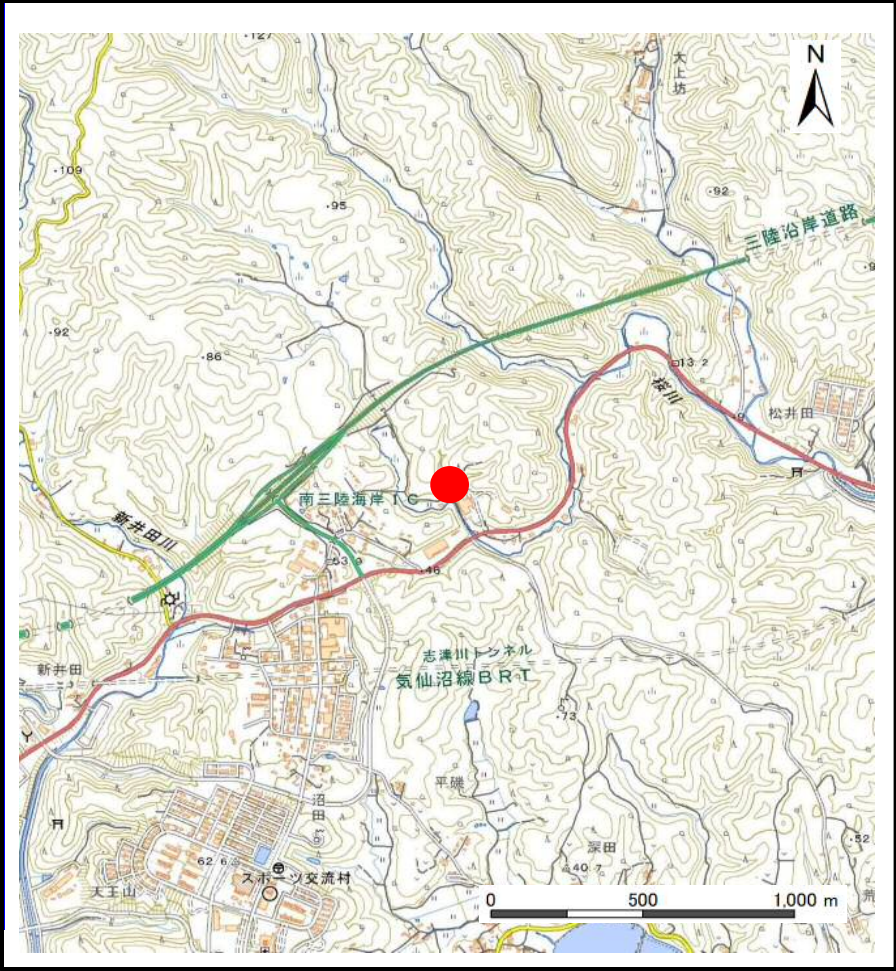 ・127
N
大上坊
・109
・92
・95
三陸沿岸道路
・92
・86
13.2
桜川
9
松井田
南三陸海岸IC
新井田川
53.9
46
志津川トンネル
気仙沼線BRT
新井田
・73
平磯
沼田
深田
・52
62.6
40.7
スポーツ交流村
天王山
荒
0 500 1,000 m